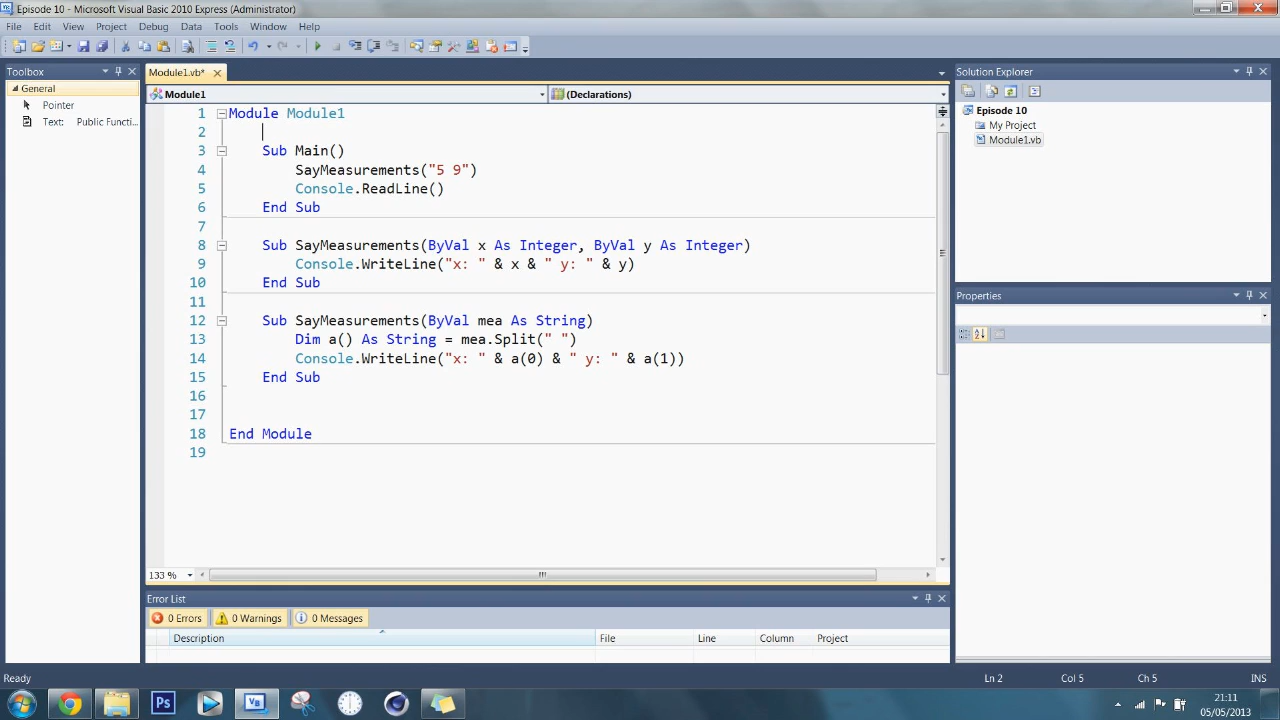 Episode 10 - Microsoft Visual Basic 2010 Express (Administrator)
File Edit View Project Debug Data Tools Window Help
Toolbox
General
Pointer
Text: Public Functi...
Module1.vb*
Module1
(Declarations)
1 Module Module1
2
3 Sub Main()
4 SayMeasurements("5 9")
5 Console.ReadLine()
6 End Sub
7
8 Sub SayMeasurements(ByVal x As Integer, ByVal y As Integer)
9 Console.WriteLine("x: " & x & " y: " & y)
10 End Sub
11
12 Sub SayMeasurements(ByVal mea As String)
13 Dim a() As String = mea.Split(" ")
14 Console.WriteLine("x: " & a(0) & " y: " & a(1))
15 End Sub
16
17
18 End Module
19
133 %
Error List
0 Errors 0 Warnings 0 Messages
Description File Line Column Project
Solution Explorer
Episode 10
My Project
Module1.vb
Properties
Ready Ln 2 Col 5 Ch 5 INS
Ps
VB
21:11
05/05/2013